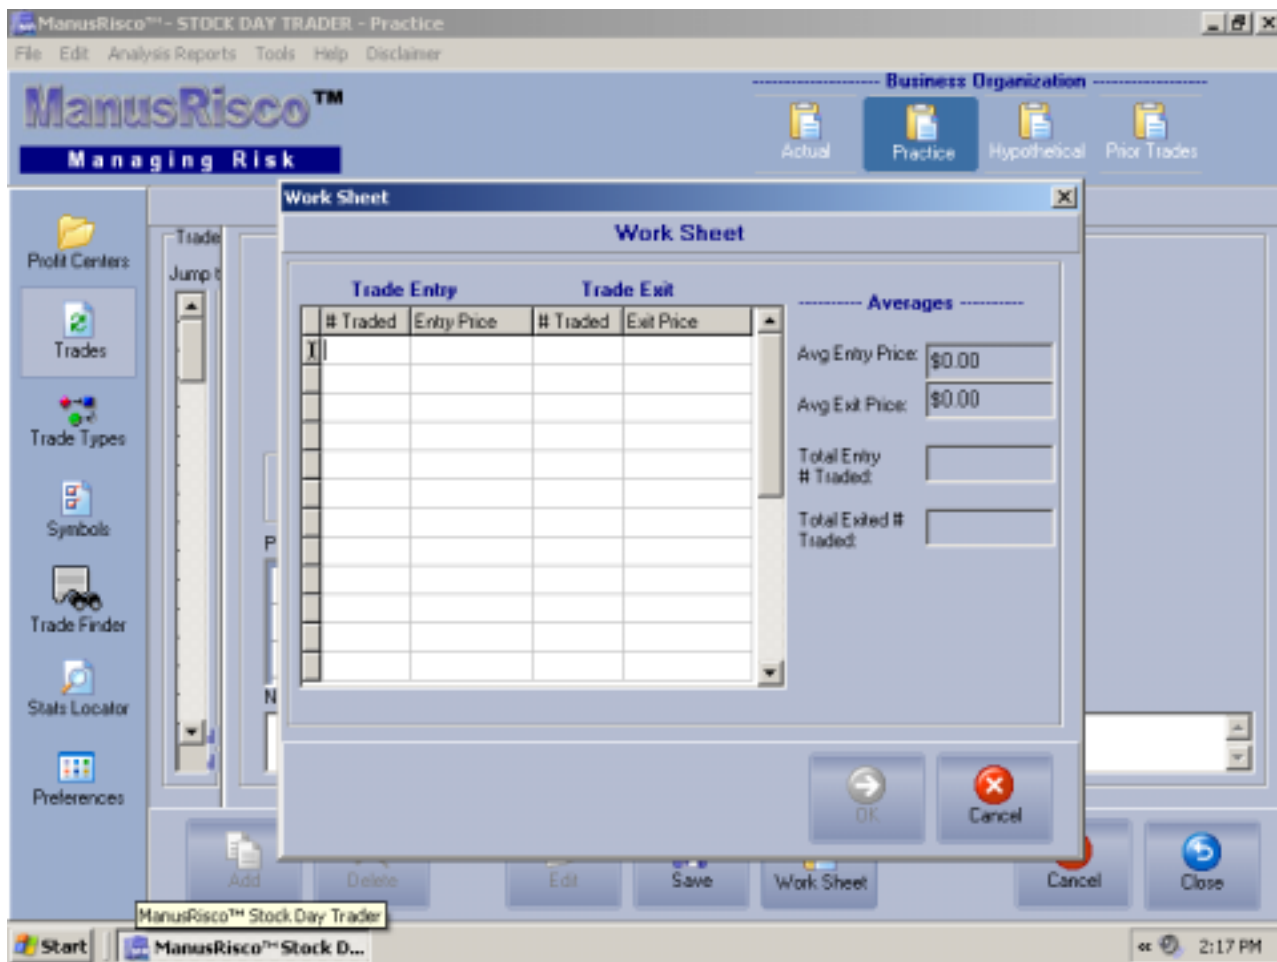 ManusRisco™ - STOCK DAY TRADER - Practice
File Edit Analysis Reports Tools Help Disclaimer
ManusRisco™
Managing Risk
Business Organization
Actual Practice Hypothetical Prior Trades
Work Sheet
Work Sheet
Profit Centers
Trades
Trade Types
Symbols
Trade Finder
Stats Locator
Preferences
Trade
Jump t
P
N
Trade Entry Trade Exit
# Traded Entry Price # Traded Exit Price
Averages
Avg Entry Price: $0.00
Avg Exit Price: $0.00
Total Entry
# Traded:
Total Exited #
Traded:
OK Cancel
Add Delete Edit Save Work Sheet Cancel Close
ManusRisco™ Stock Day Trader
Start ManusRisco™ Stock D... « 2:17 PM